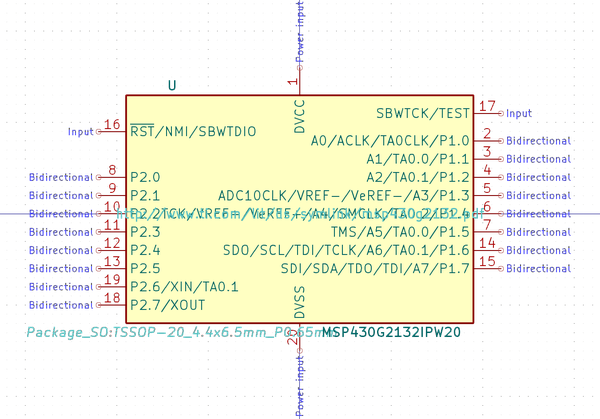 Power input
1
U
DVCC
SBWTCK/TEST 17 Input
Input 16 RST/NMI/SBWTDIO
A0/ACLK/TA0CLK/P1.0 2 Bidirectional
A1/TA0.0/P1.1 3 Bidirectional
Bidirectional 8 P2.0
A2/TA0.1/P1.2 4 Bidirectional
Bidirectional 9 P2.1
ADC10CLK/VREF-/VeREF-/A3/P1.3 5 Bidirectional
Bidirectional 10 6 Bidirectional
Bidirectional 11 P2.3
TMS/A5/TA0.0/P1.5 7 Bidirectional
Bidirectional 12 P2.4
SDO/SCL/TDI/TCLK/A6/TA0.1/P1.6 14 Bidirectional
Bidirectional 13 P2.5
SDI/SDA/TDO/TDI/A7/P1.7 15 Bidirectional
Bidirectional 19 P2.6/XIN/TA0.1
Bidirectional 18 P2.7/XOUT
DVSS
Package_SO:TSSOP-20_4.4x6.5mm_P0.65mm
MSP430G2132IPW20
20
Power input